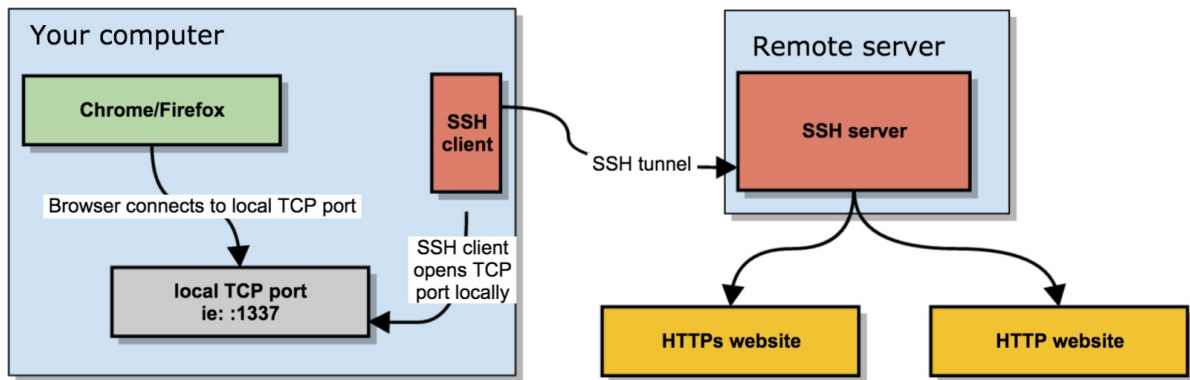 Your computer
Remote server
Chrome/Firefox
SSH
client
SSH server
SSH tunnel
Browser connects to local TCP port
SSH client
opens TCP
port locally
local TCP port
ie: :1337
HTTPs website
HTTP website